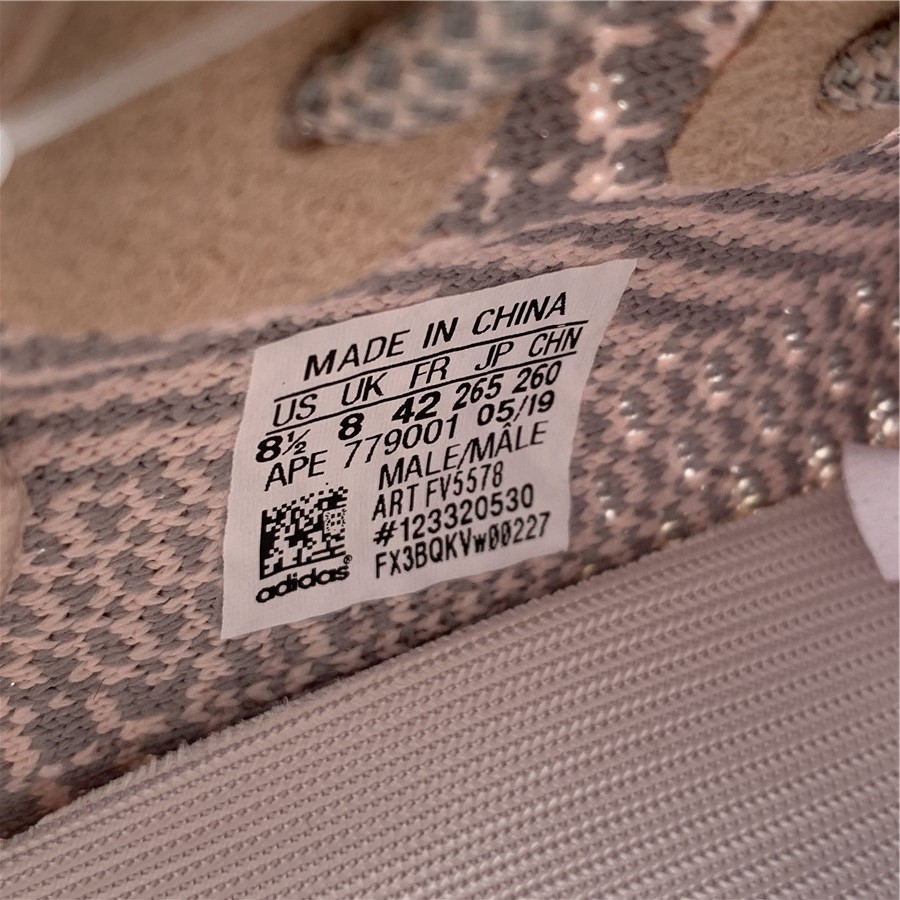 MADE IN CHINA
US UK FR JP CHN
8½ 8 42 265 260
APE 779001 05/19
MALE/MÂLE
ART FV5578
#123320530
FX3BQKVw00227
adidas®